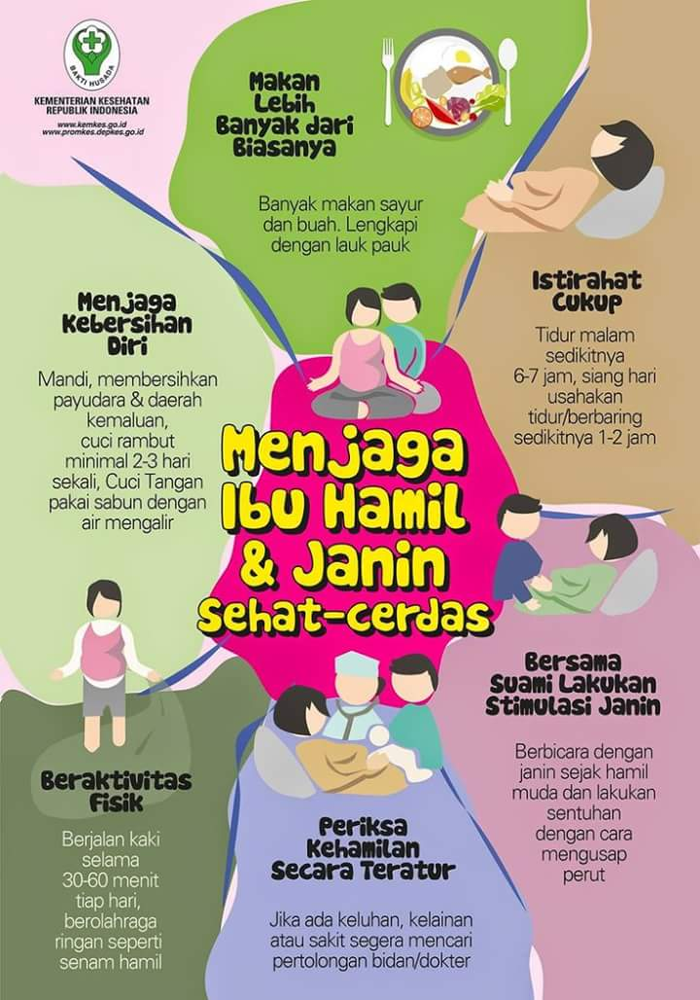 BAKTI HUSADA
KEMENTERIAN KESEHATAN
REPUBLIK INDONESIA
www.kemkes.go.id
www.promkes.depkes.go.id
Makan
Lebih
Banyak dari
Biasanya
Banyak makan sayur
dan buah. Lengkapi
dengan lauk pauk
Istirahat
Cukup
Tidur malam
sedikitnya
6-7 jam, siang hari
usahakan
tidur/berbaring
sedikitnya 1-2 jam
Menjaga
Kebersihan
Diri
Mandi, membersihkan
payudara & daerah
kemaluan,
cuci rambut
minimal 2-3 hari
sekali, Cuci Tangan
pakai sabun dengan
air mengalir
Menjaga
Ibu Hamil
& Janin
Sehat-cerdas
Bersama
Suami Lakukan
Stimulasi Janin
Berbicara dengan
janin sejak hamil
muda dan lakukan
sentuhan
dengan cara
mengusap
perut
Beraktivitas
Fisik
Berjalan kaki
selama
30-60 menit
tiap hari,
berolahraga
ringan seperti
senam hamil
Periksa
Kehamilan
Secara Teratur
Jika ada keluhan, kelainan
atau sakit segera mencari
pertolongan bidan/dokter